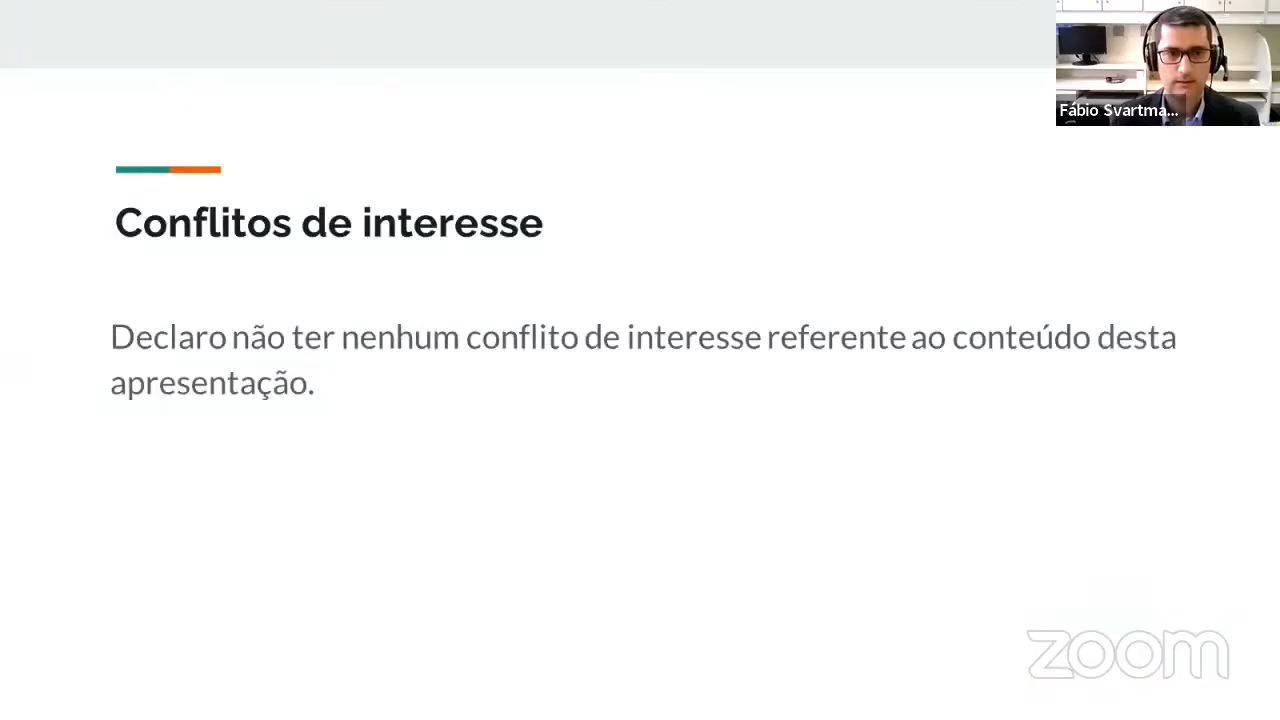 Fábio Svartma...
Conflitos de interesse
Declaro não ter nenhum conflito de interesse referente ao conteúdo desta
apresentação.
zoom